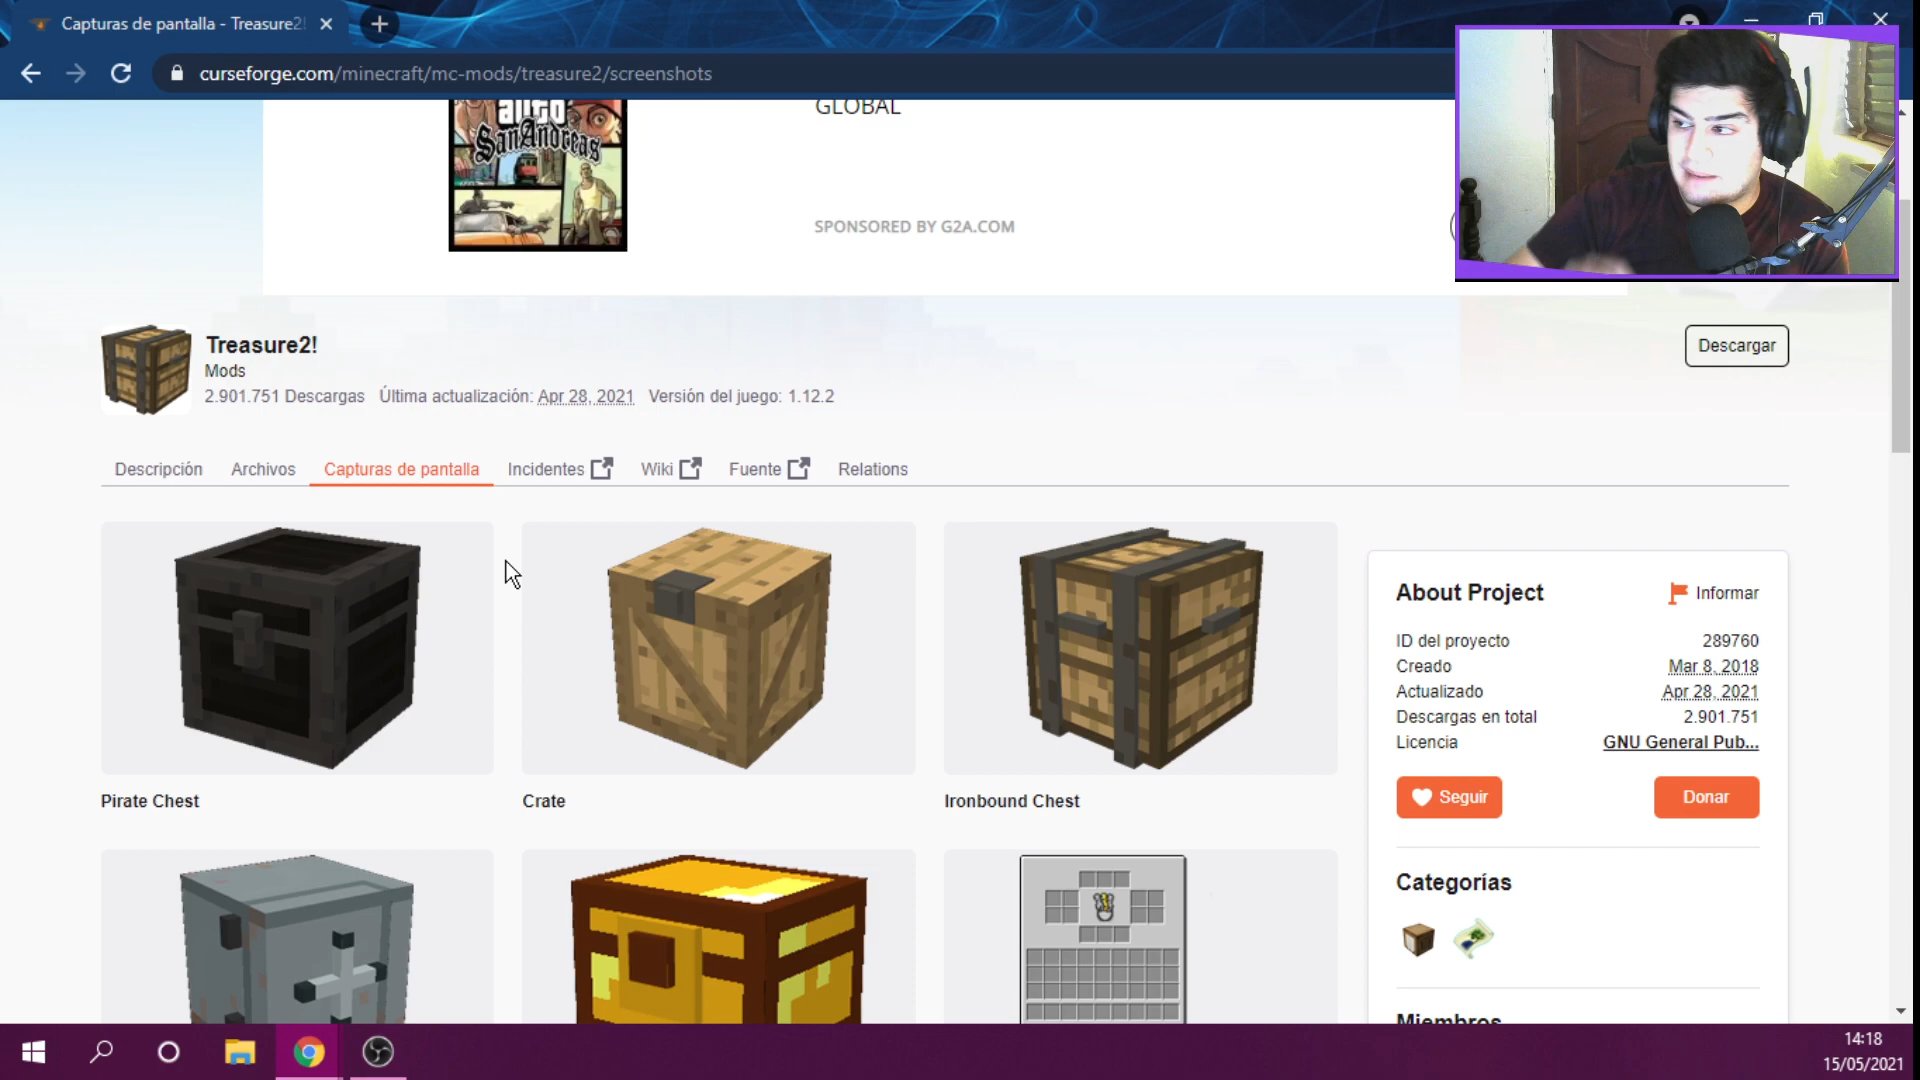 Capturas de pantalla - Treasure2!
curseforge.com/minecraft/mc-mods/treasure2/screenshots
auto
San Andreas
GLOBAL
SPONSORED BY G2A.COM
Treasure2!
Mods
2.901.751 Descargas Última actualización: Apr 28, 2021 Versión del juego: 1.12.2
Descargar
Descripción Archivos Capturas de pantalla Incidentes Wiki Fuente Relations
Pirate Chest
Crate
Ironbound Chest
About Project
Informar
ID del proyecto 289760
Creado Mar 8, 2018
Actualizado Apr 28, 2021
Descargas en total 2.901.751
Licencia GNU General Pub...
Seguir
Donar
Categorías
Miembros
14:18
15/05/2021